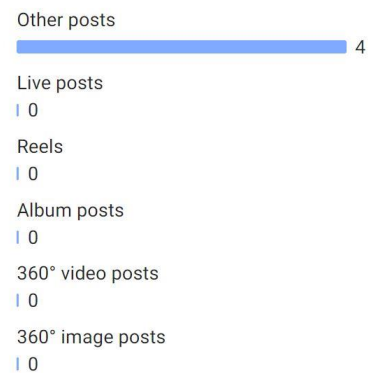 Other posts
4
Live posts
0
Reels
0
Album posts
0
360° video posts
0
360° image posts
0